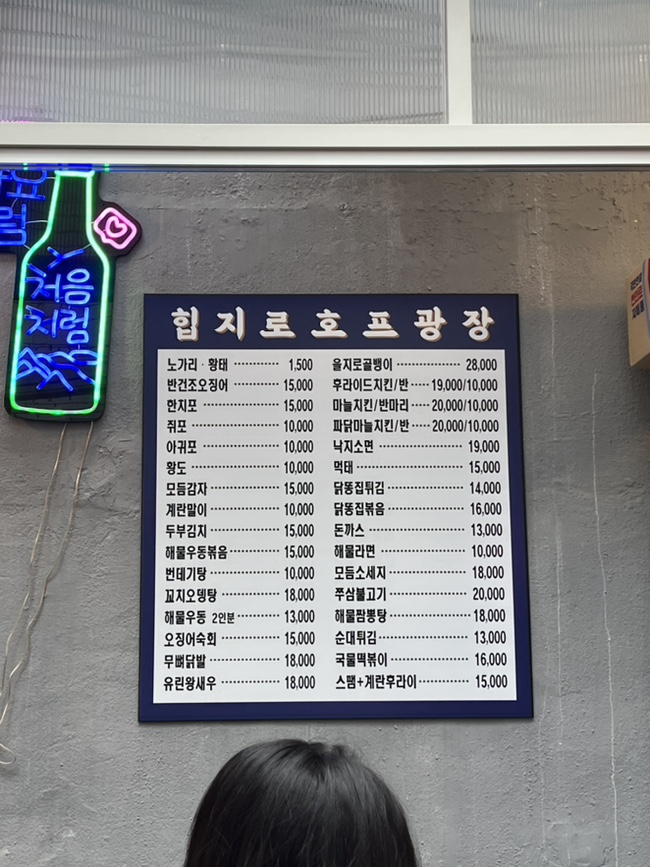 처음
처럼
힙지로호프광장
노가리 · 황태 ············ 1,500
반건조오징어 ············ 15,000
한치포 ············ 15,000
쥐포 ············ 10,000
아귀포 ············ 10,000
황도 ············ 10,000
모듬감자 ············ 15,000
계란말이 ············ 10,000
두부김치 ············ 15,000
해물우동볶음 ············ 15,000
번데기탕 ············ 10,000
꼬치오뎅탕 ············ 18,000
해물우동 2인분 ············ 13,000
오징어숙회 ············ 15,000
무뼈닭발 ············ 18,000
유린왕새우 ············ 18,000
을지로골뱅이 ············ 28,000
후라이드치킨/반 ····· 19,000/10,000
마늘치킨/반마리 ····· 20,000/10,000
파닭마늘치킨/반 ····· 20,000/10,000
낙지소면 ············ 19,000
먹태 ············ 15,000
닭똥집튀김 ············ 14,000
닭똥집볶음 ············ 16,000
돈까스 ············ 13,000
해물라면 ············ 10,000
모듬소세지 ············ 18,000
쭈삼불고기 ············ 20,000
해물짬뽕탕 ············ 18,000
순대튀김 ············ 13,000
국물떡볶이 ············ 16,000
스팸+계란후라이 ············ 15,000